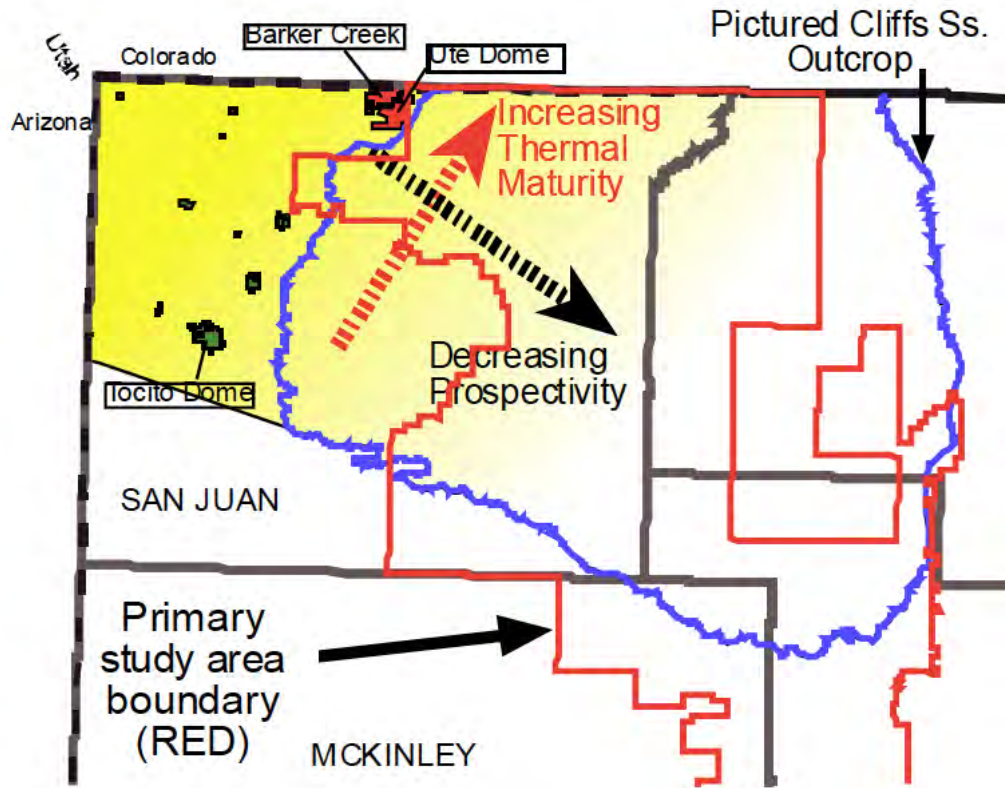 Pictured Cliffs Ss.
Outcrop
Barker Creek
Utah
Colorado
Ute Dome
Arizona
Increasing
Thermal
Maturity
Decreasing
Prospectivity
Tocito Dome
SAN JUAN
Primary
study area
boundary
(RED)
MCKINLEY